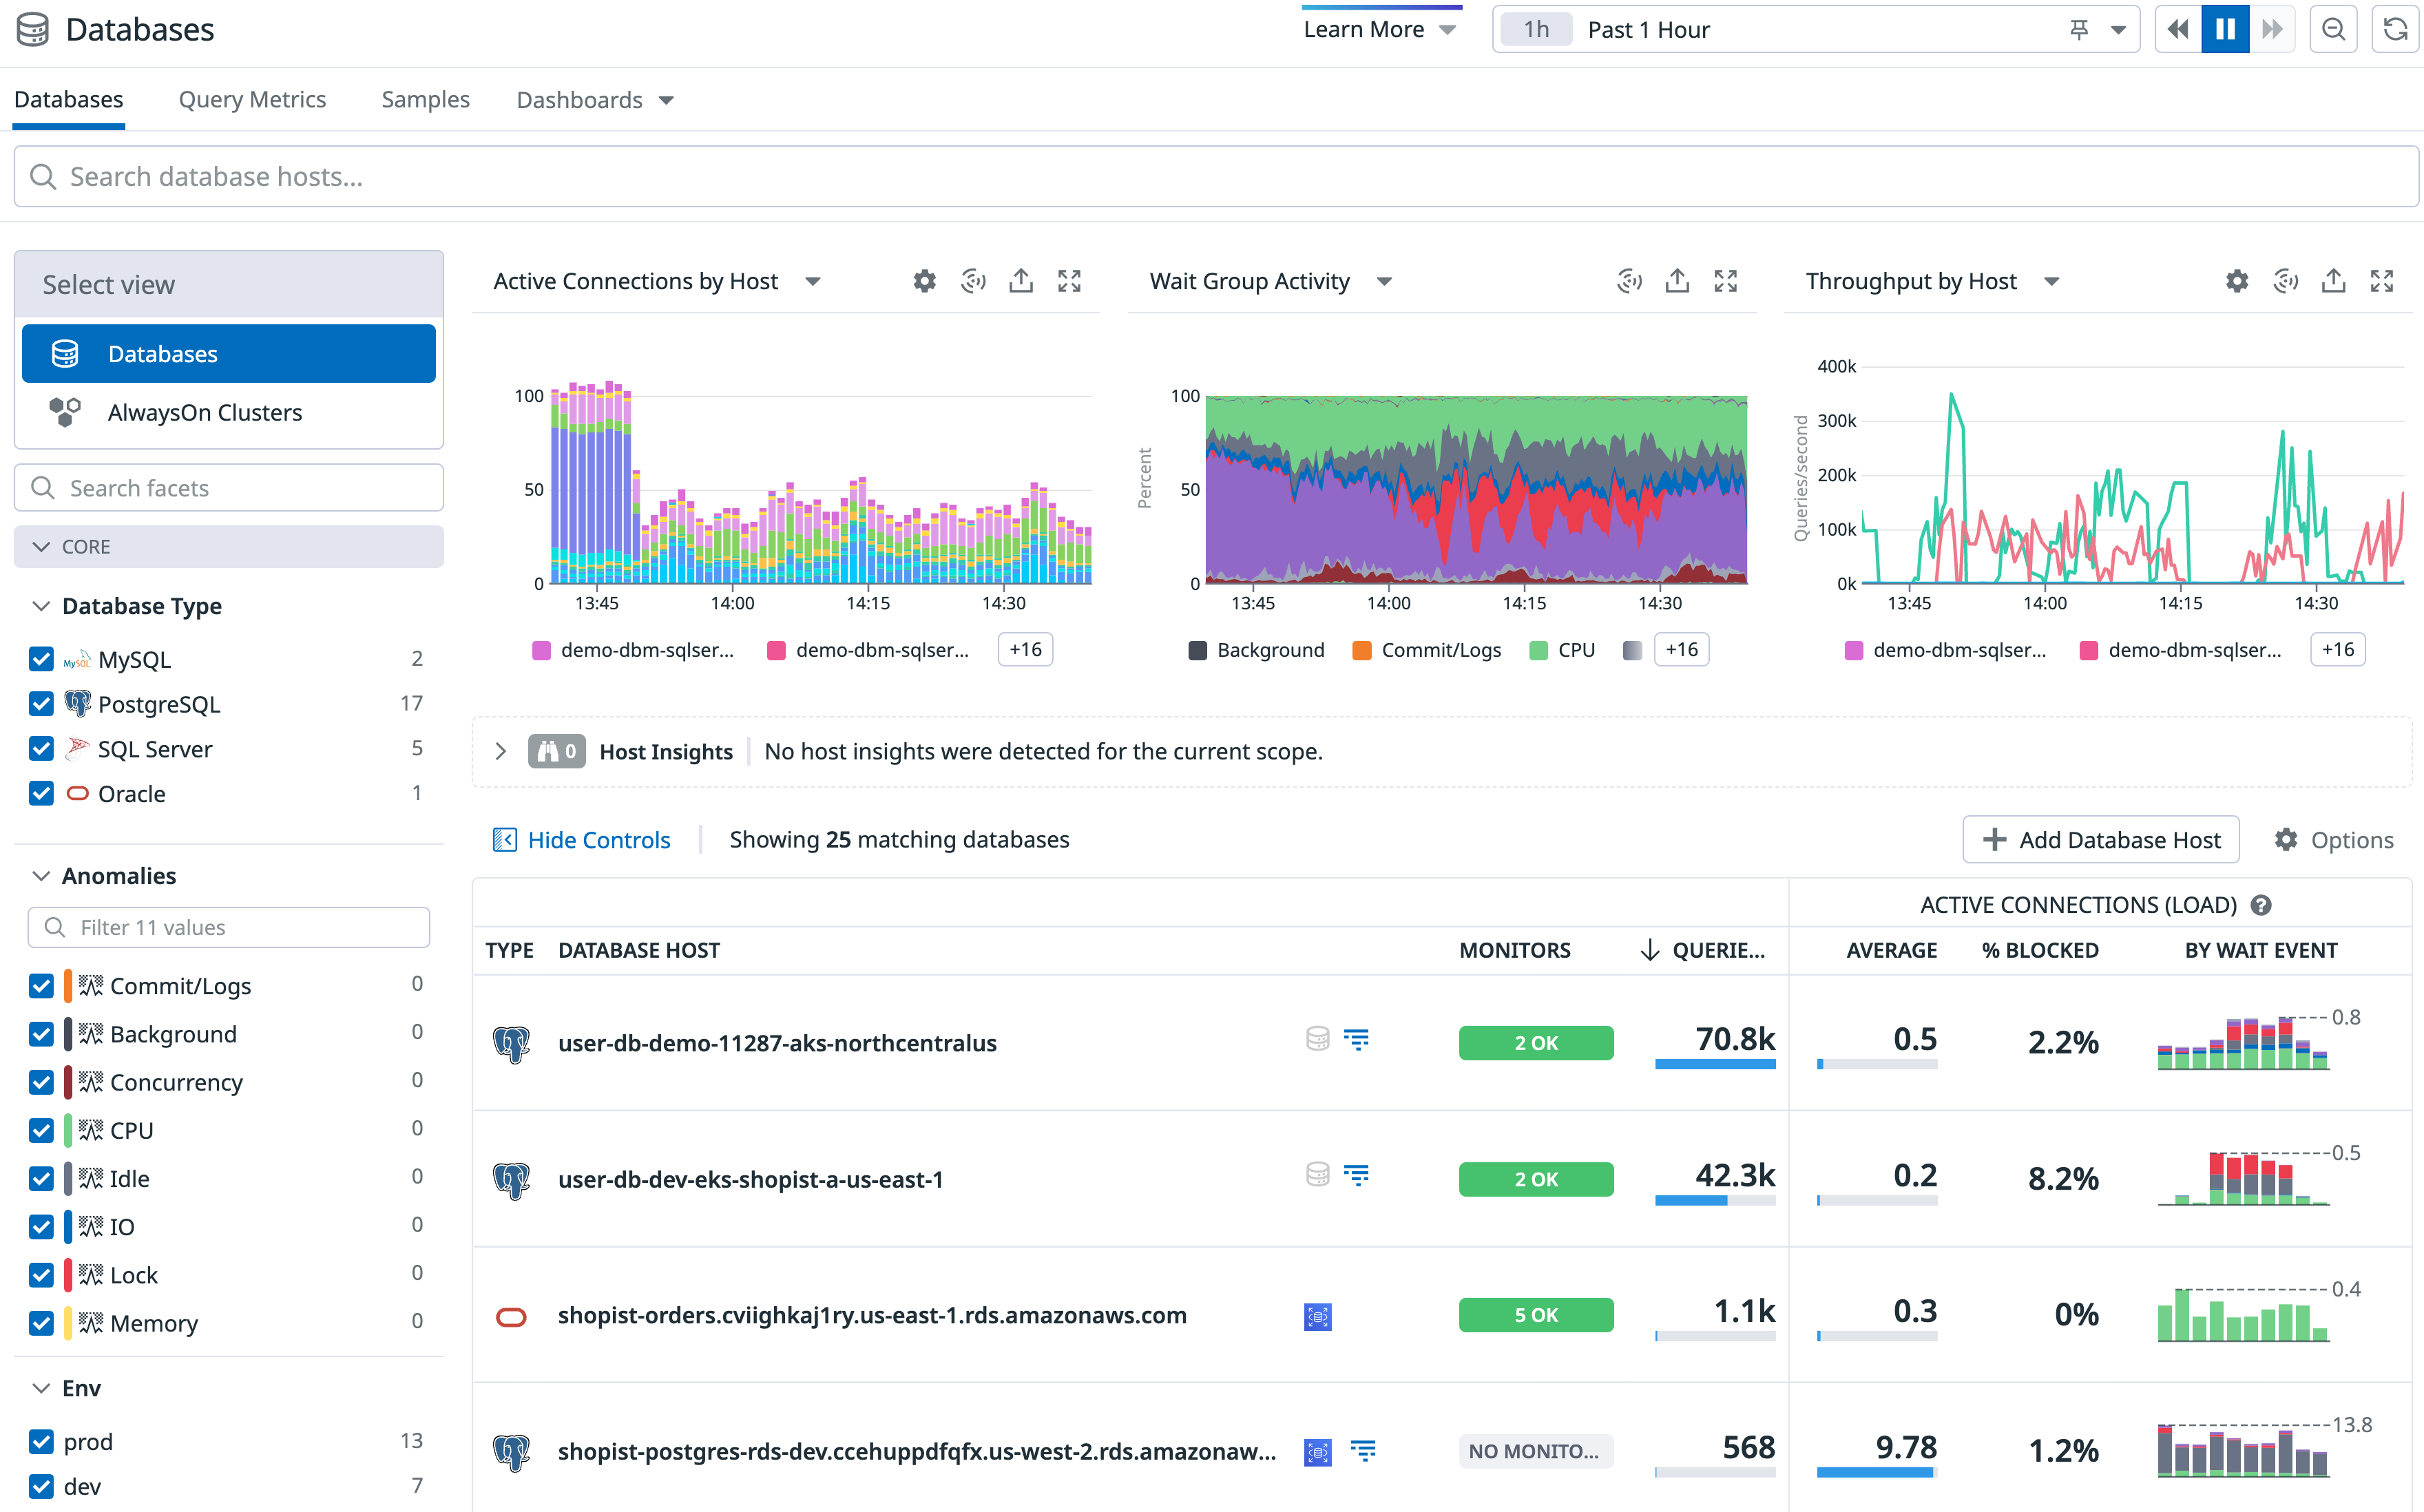 Databases
Learn More
1h Past 1 Hour
Databases Query Metrics Samples Dashboards
Search database hosts...
Select view
Databases
AlwaysOn Clusters
Search facets
CORE
Database Type
MySQL MySQL 2
PostgreSQL 17
SQL Server 5
Oracle 1
Anomalies
Filter 11 values
Commit/Logs 0
Background 0
Concurrency 0
CPU 0
Idle 0
IO 0
Lock 0
Memory 0
Env
prod 13
dev 7
Active Connections by Host
100
50
0
13:45 14:00 14:15 14:30
demo-dbm-sqlser... demo-dbm-sqlser... +16
Wait Group Activity
Percent
100
50
0
13:45 14:00 14:15 14:30
Background Commit/Logs CPU +16
Throughput by Host
Queries/second
400k
300k
200k
100k
0k
13:45 14:00 14:15 14:30
demo-dbm-sqlser... demo-dbm-sqlser... +16
0 Host Insights No host insights were detected for the current scope.
Hide Controls Showing 25 matching databases Add Database Host Options
ACTIVE CONNECTIONS (LOAD) ?
TYPE DATABASE HOST MONITORS QUERIE... AVERAGE % BLOCKED BY WAIT EVENT
user-db-demo-11287-aks-northcentralus 2 OK 70.8k 0.5 2.2% 0.8
user-db-dev-eks-shopist-a-us-east-1 2 OK 42.3k 0.2 8.2% 0.5
shopist-orders.cviighkaj1ry.us-east-1.rds.amazonaws.com 5 OK 1.1k 0.3 0% 0.4
shopist-postgres-rds-dev.ccehuppdfqfx.us-west-2.rds.amazonaw... NO MONITO... 568 9.78 1.2% 13.8